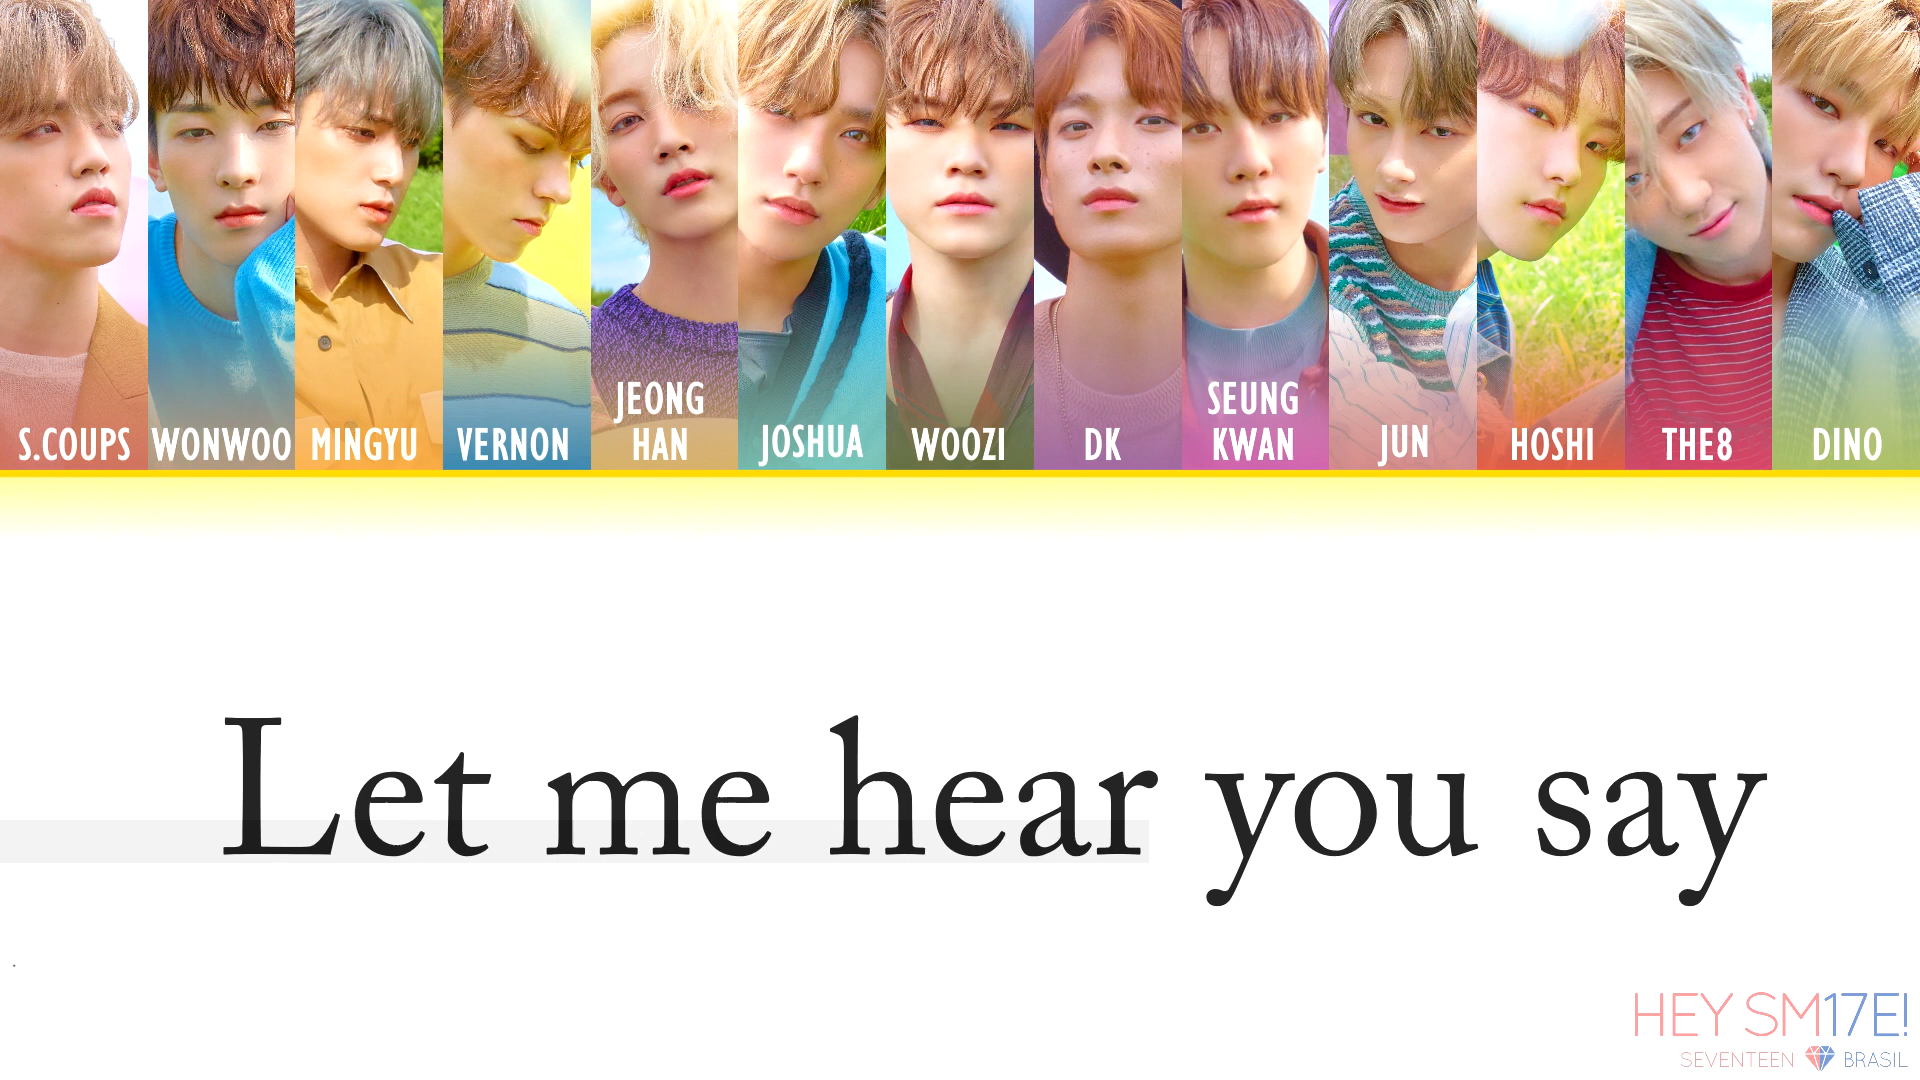 S.COUPS WONWOO MINGYU VERNON JEONG HAN JOSHUA WOOZI DK SEUNG KWAN JUN HOSHI THE8 DINO
Let me hear you say
HEY SM17E!
SEVENTEEN BRASIL